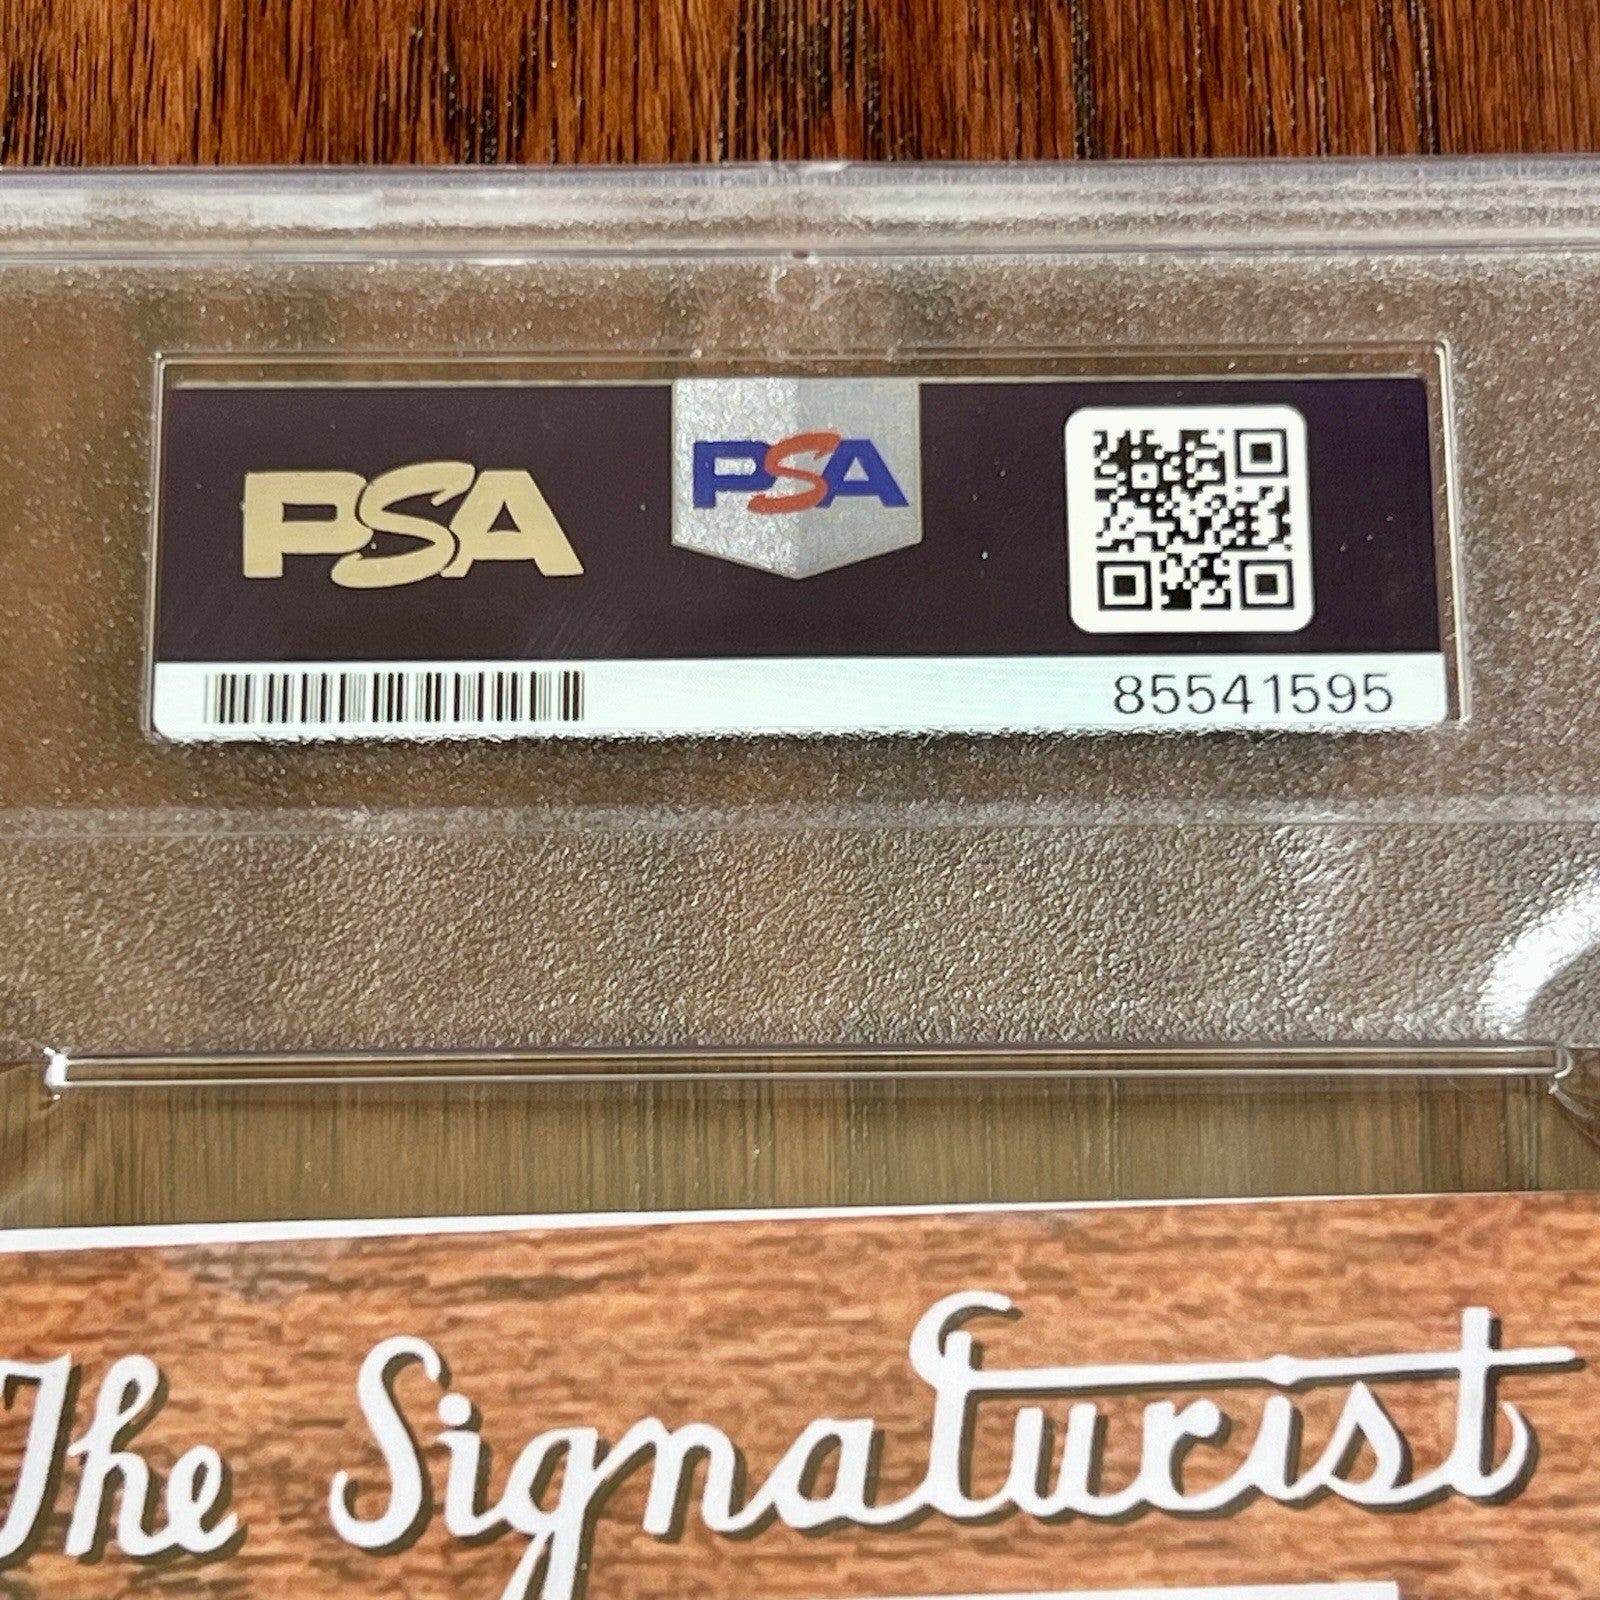 PSA
PSA
85541595
The Signaturist